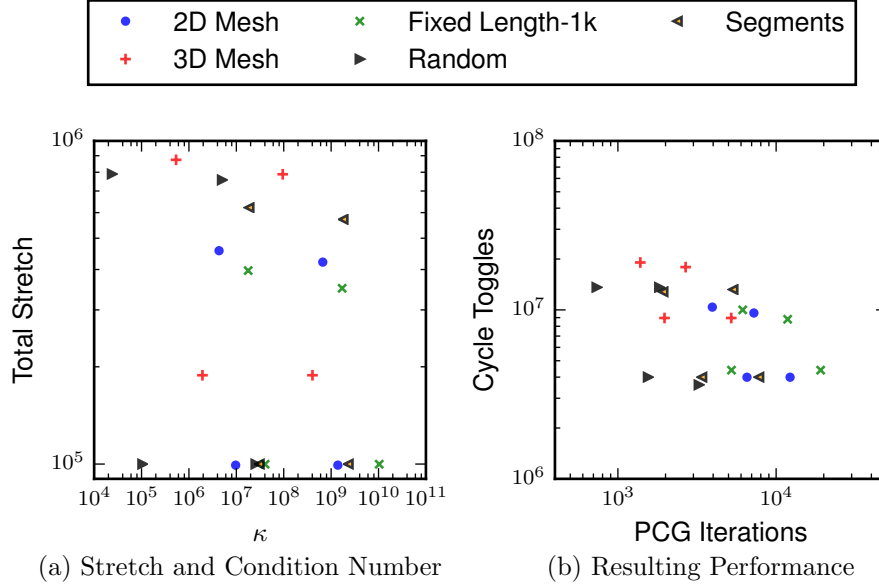 2D Mesh
Fixed Length-1k
Segments
3D Mesh
Random
10^6
10^5
Total Stretch
10^4 10^5 10^6 10^7 10^8 10^9 10^10 10^11
κ
(a) Stretch and Condition Number
10^8
10^7
10^6
Cycle Toggles
10^3 10^4
PCG Iterations
(b) Resulting Performance